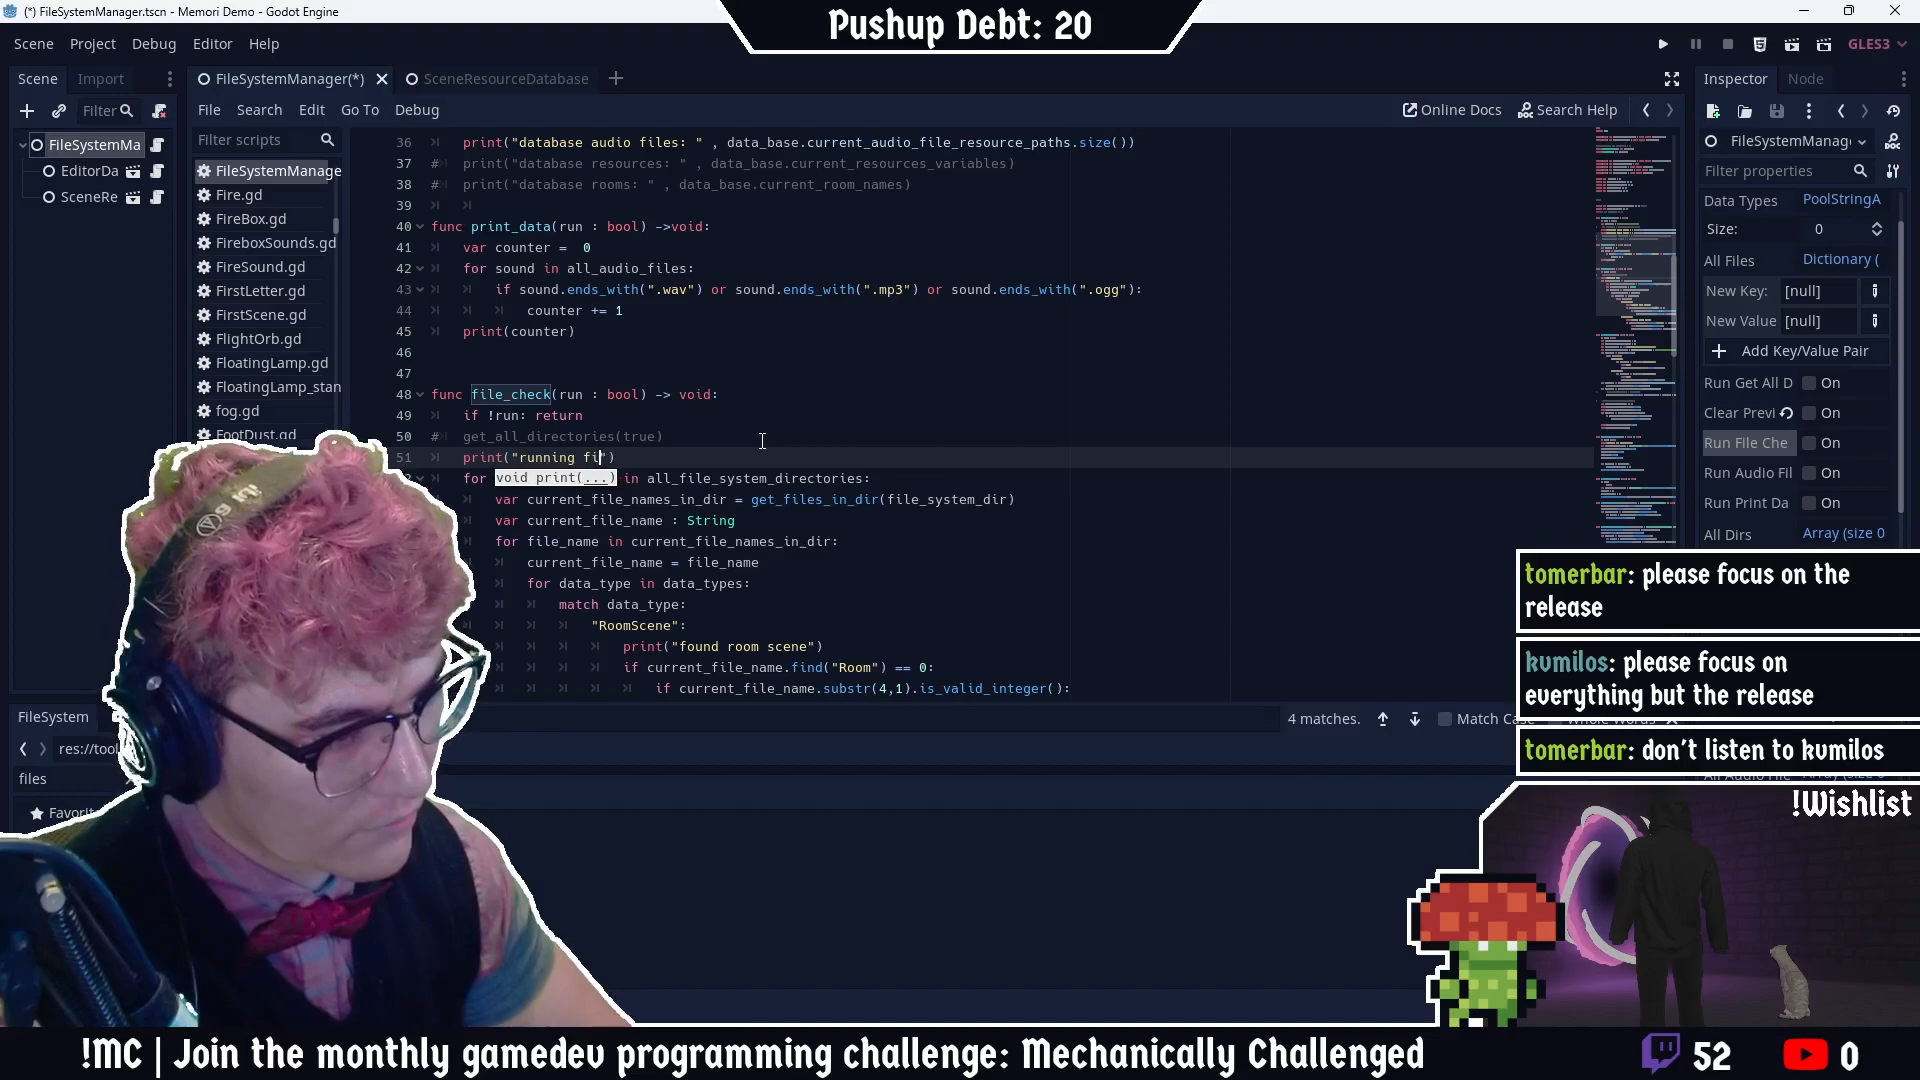 (*) FileSystemManager.tscn - Memori Demo - Godot Engine
Pushup Debt: 20
Scene Project Debug Editor Help
GLES3
Scene Import
FileSystemManager(*)
SceneResourceDatabase
Inspector Node
Filter
File Search Edit Go To Debug
Online Docs Search Help
FileSystemMa
EditorDa
SceneRe
Filter scripts
FileSystemManage
Fire.gd
FireBox.gd
FireboxSounds.gd
FireSound.gd
FirstLetter.gd
FirstScene.gd
FlightOrb.gd
FloatingLamp.gd
FloatingLamp_stan
fog.gd
FootDust.gd
36 print("database audio files: " , data_base.current_audio_file_resource_paths.size())
37 # print("database resources: " , data_base.current_resources_variables)
38 # print("database rooms: " , data_base.current_room_names)
39
40 func print_data(run : bool) ->void:
41 var counter = 0
42 for sound in all_audio_files:
43 if sound.ends_with(".wav") or sound.ends_with(".mp3") or sound.ends_with(".ogg"):
44 counter += 1
45 print(counter)
46
47
48 func file_check(run : bool) -> void:
49 if !run: return
50 # get_all_directories(true)
51 print("running fi")
for void print(...) in all_file_system_directories:
var current_file_names_in_dir = get_files_in_dir(file_system_dir)
var current_file_name : String
for file_name in current_file_names_in_dir:
current_file_name = file_name
for data_type in data_types:
match data_type:
"RoomScene":
print("found room scene")
if current_file_name.find("Room") == 0:
if current_file_name.substr(4,1).is_valid_integer():
4 matches.
Match Cas
FileSystem
res://tool
files
Favorit
FileSystemManag
Filter properties
Data Types PoolStringA
Size: 0
All Files Dictionary (
New Key: [null]
New Value [null]
Add Key/Value Pair
Run Get All D On
Clear Previ On
Run File Che On
Run Audio Fil On
Run Print Da On
All Dirs Array (size 0
tomerbar: please focus on the
release
kvmilos: please focus on
everything but the release
tomerbar: don't listen to kvmilos
!Wishlist
!MC | Join the monthly gamedev programming challenge: Mechanically Challenged
52
0